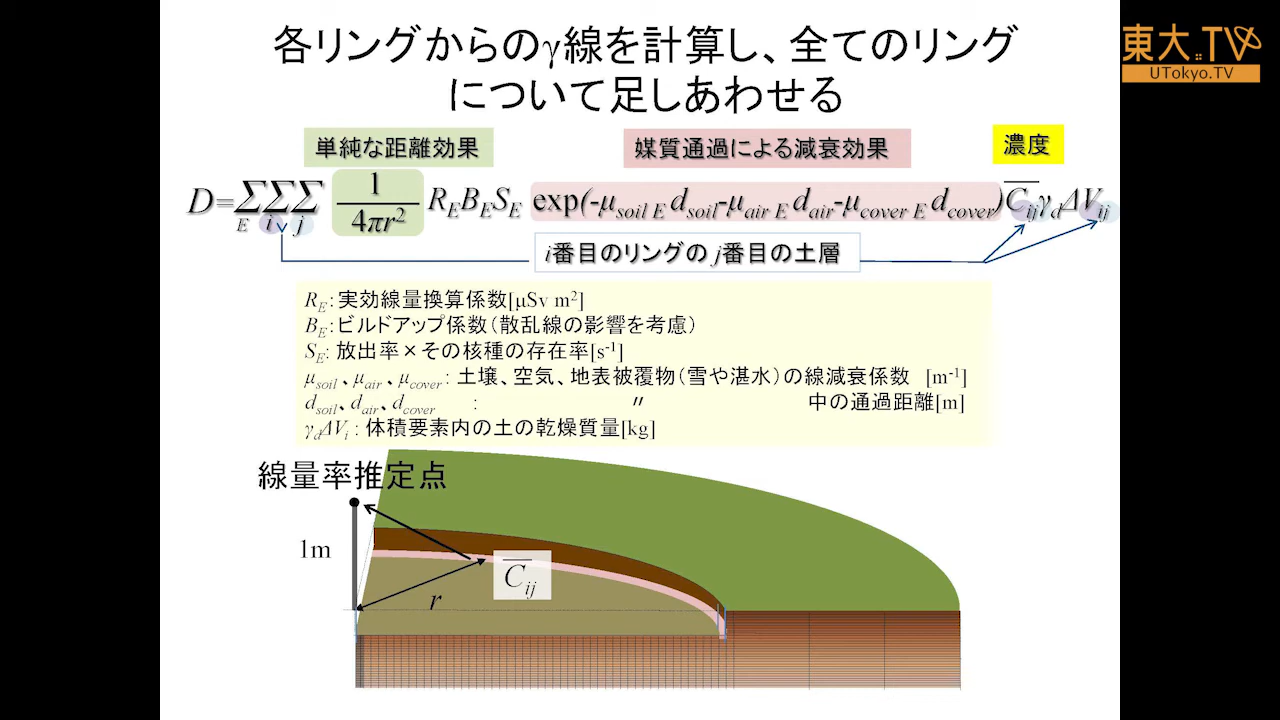 各リングからのγ線を計算し、全てのリング
について足しあわせる
東大.TV
UTokyo.TV
単純な距離効果
媒質通過による減衰効果
濃度
D=ΣΣΣ 1/4πr² R_E B_E S_E exp(-μ_soil E d_soil-μ_air E d_air-μ_cover E d_cover)C̅_ij γ_d ΔV_ij
E i j
i番目のリングの j番目の土層
R_E: 実効線量換算係数[μSv m²]
B_E: ビルドアップ係数(散乱線の影響を考慮)
S_E: 放出率×その核種の存在率[s⁻¹]
μ_soil、μ_air、μ_cover: 土壌、空気、地表被覆物(雪や湛水)の線減衰係数 [m⁻¹]
d_soil、d_air、d_cover : 〃 中の通過距離[m]
γ_dΔV_i : 体積要素内の土の乾燥質量[kg]
線量率推定点
1m
C̅_ij
r